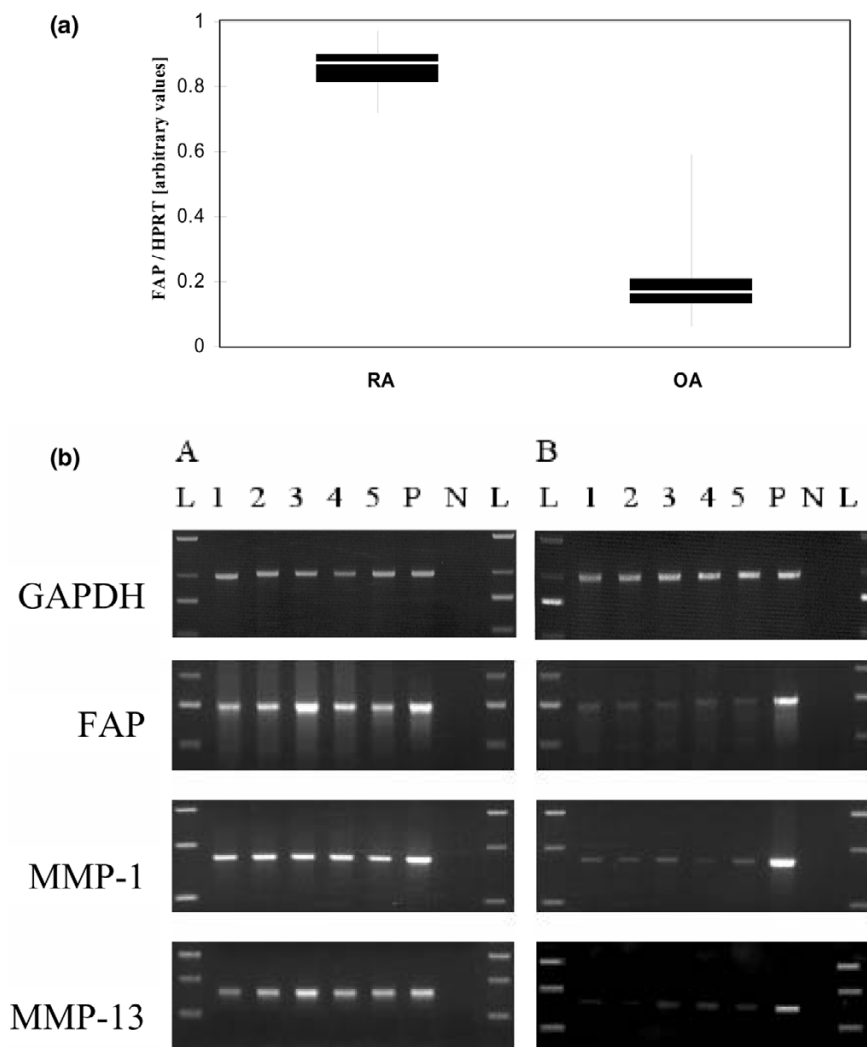 (a)
FAP / HPRT [arbitrary values]
1
0.8
0.6
0.4
0.2
0
RA
OA
(b)
A
B
L 1 2 3 4 5 P N L
L 1 2 3 4 5 P N L
GAPDH
FAP
MMP-1
MMP-13